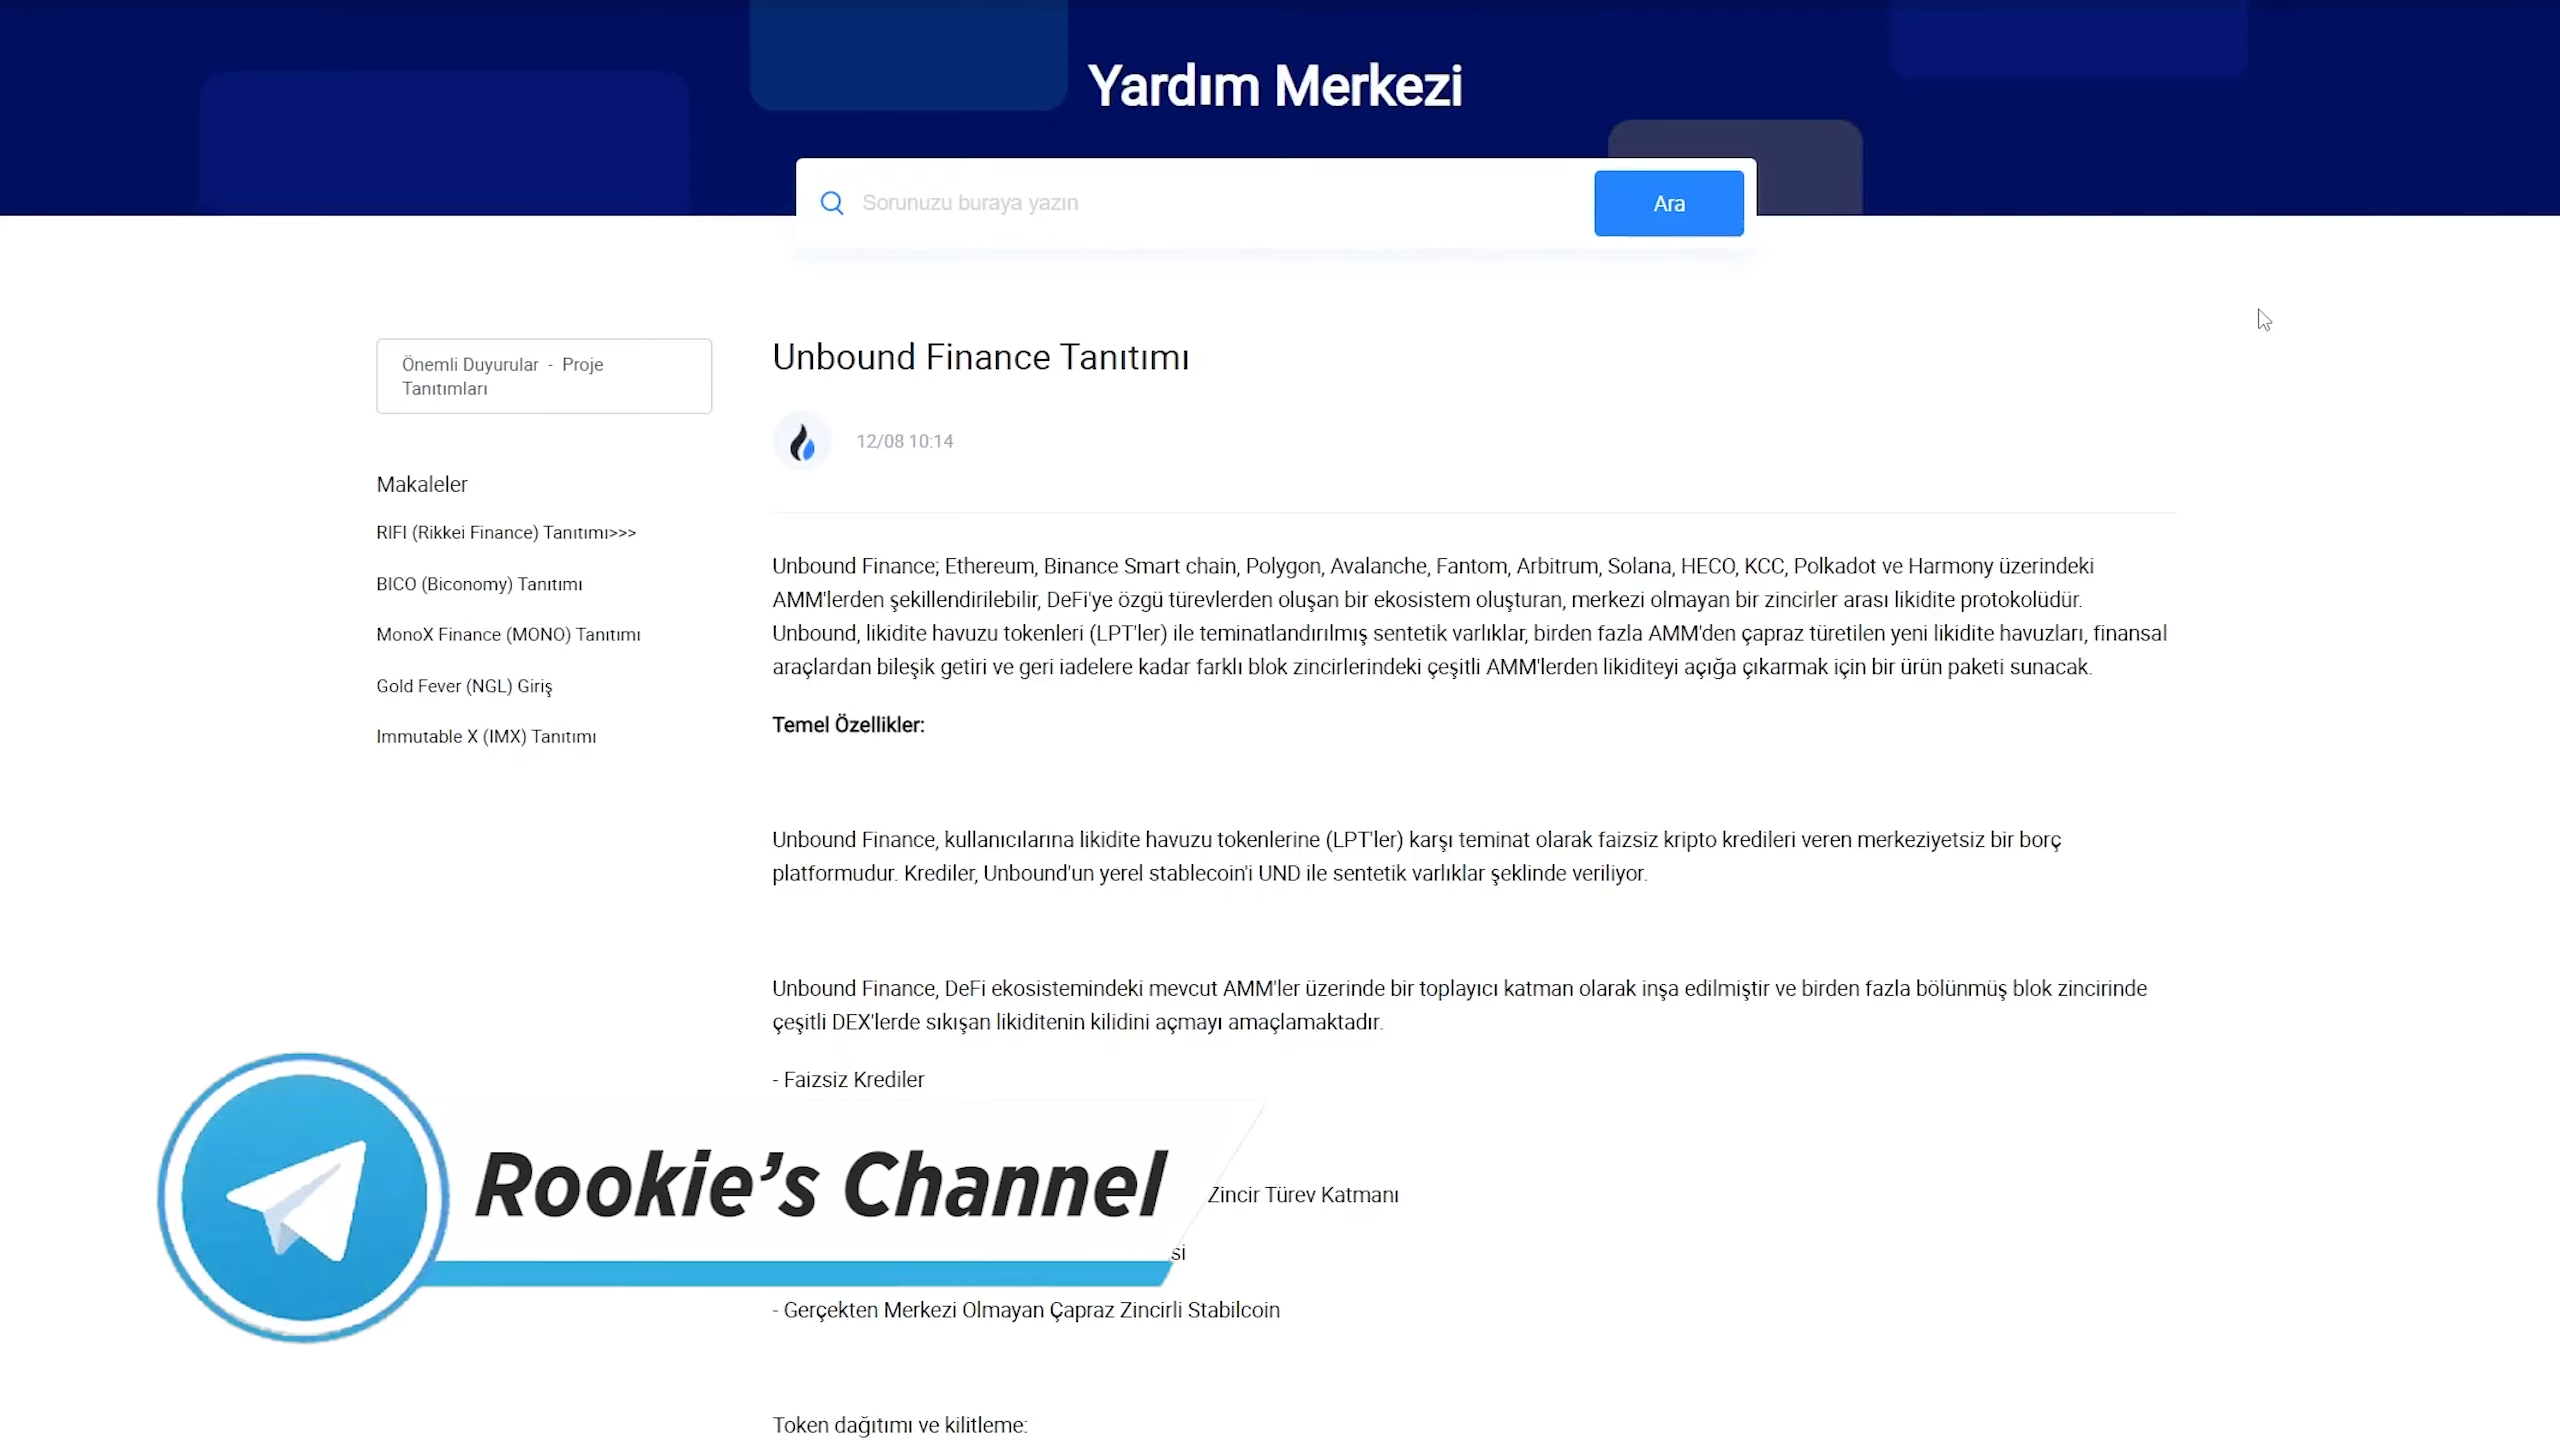 Yardım Merkezi
Sorunuzu buraya yazın
Ara
Önemli Duyurular - Proje
Tanıtımları
Makaleler
RIFI (Rikkei Finance) Tanıtımı>>>
BICO (Biconomy) Tanıtımı
MonoX Finance (MONO) Tanıtımı
Gold Fever (NGL) Giriş
Immutable X (IMX) Tanıtımı
Unbound Finance Tanıtımı
12/08 10:14
Unbound Finance; Ethereum, Binance Smart chain, Polygon, Avalanche, Fantom, Arbitrum, Solana, HECO, KCC, Polkadot ve Harmony üzerindeki
AMM'lerden şekillendirilebilir, DeFi'ye özgü türevlerden oluşan bir ekosistem oluşturan, merkezi olmayan bir zincirler arası likidite protokolüdür.
Unbound, likidite havuzu tokenleri (LPT'ler) ile teminatlandırılmış sentetik varlıklar, birden fazla AMM'den çapraz türetilen yeni likidite havuzları, finansal
araçlardan bileşik getiri ve geri iadelere kadar farklı blok zincirlerindeki çeşitli AMM'lerden likiditeyi açığa çıkarmak için bir ürün paketi sunacak.
Temel Özellikler:
Unbound Finance, kullanıcılarına likidite havuzu tokenlerine (LPT'ler) karşı teminat olarak faizsiz kripto kredileri veren merkeziyetsiz bir borç
platformudur. Krediler, Unbound'un yerel stablecoin'i UND ile sentetik varlıklar şeklinde veriliyor.
Unbound Finance, DeFi ekosistemindeki mevcut AMM'ler üzerinde bir toplayıcı katman olarak inşa edilmiştir ve birden fazla bölünmüş blok zincirinde
çeşitli DEX'lerde sıkışan likiditenin kilidini açmayı amaçlamaktadır.
- Faizsiz Krediler
Rookie's Channel
Zincir Türev Katmanı
si
- Gerçekten Merkezi Olmayan Çapraz Zincirli Stabilcoin
Token dağıtımı ve kilitleme: